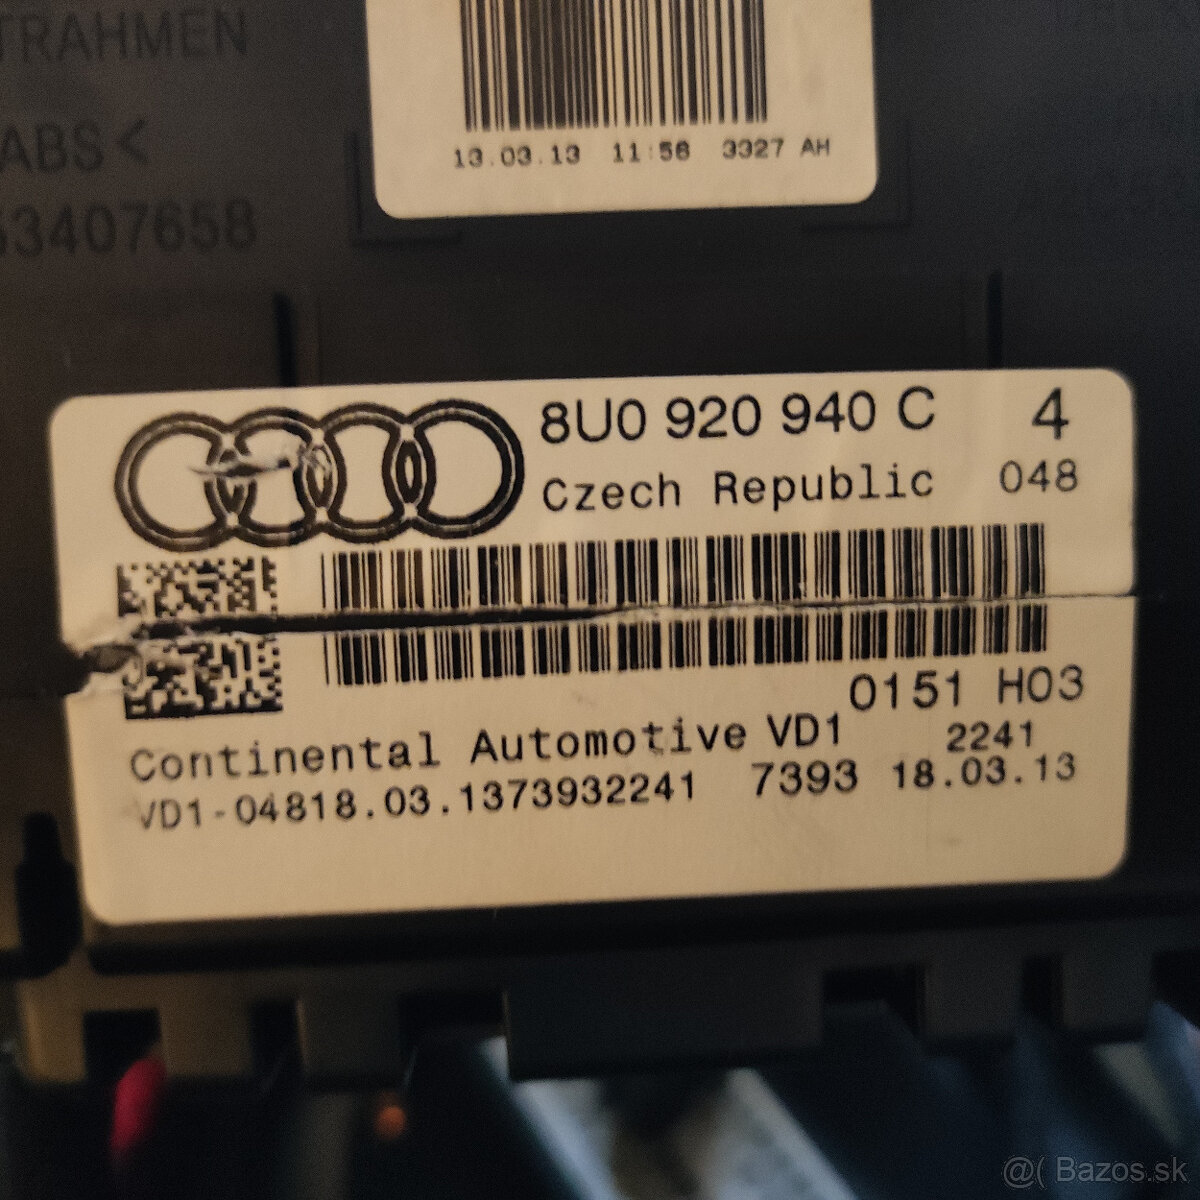 TRAHMEN
ABS<
53407658
13.03.13 11:56 3327 AH
8U0 920 940 C 4
Czech Republic 048
0151 H03
Continental Automotive VD1 2241
VD1-04818.03.1373932241 7393 18.03.13
@( Bazos.sk